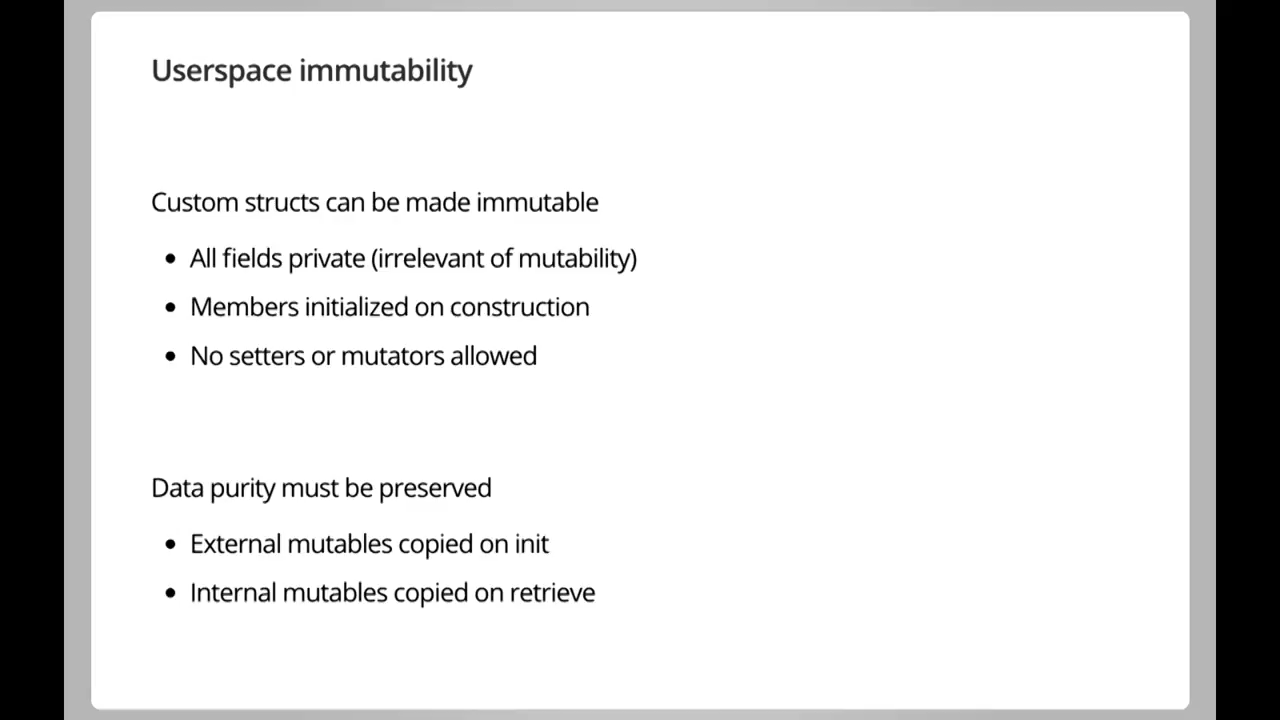 Userspace immutability
Custom structs can be made immutable
• All fields private (irrelevant of mutability)
• Members initialized on construction
• No setters or mutators allowed
Data purity must be preserved
• External mutables copied on init
• Internal mutables copied on retrieve